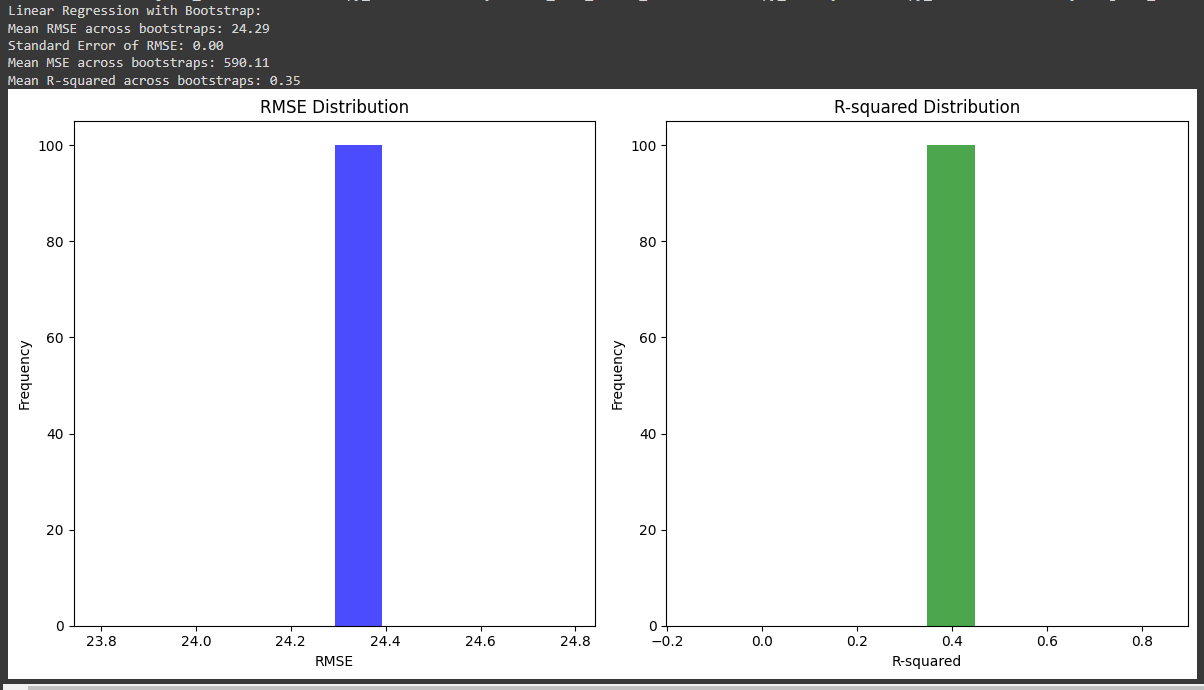 Linear Regression with Bootstrap:
Mean RMSE across bootstraps: 24.29
Standard Error of RMSE: 0.00
Mean MSE across bootstraps: 590.11
Mean R-squared across bootstraps: 0.35
RMSE Distribution
100
80
60
40
20
0
Frequency
23.8 24.0 24.2 24.4 24.6 24.8
RMSE
R-squared Distribution
100
80
60
40
20
0
Frequency
−0.2 0.0 0.2 0.4 0.6 0.8
R-squared